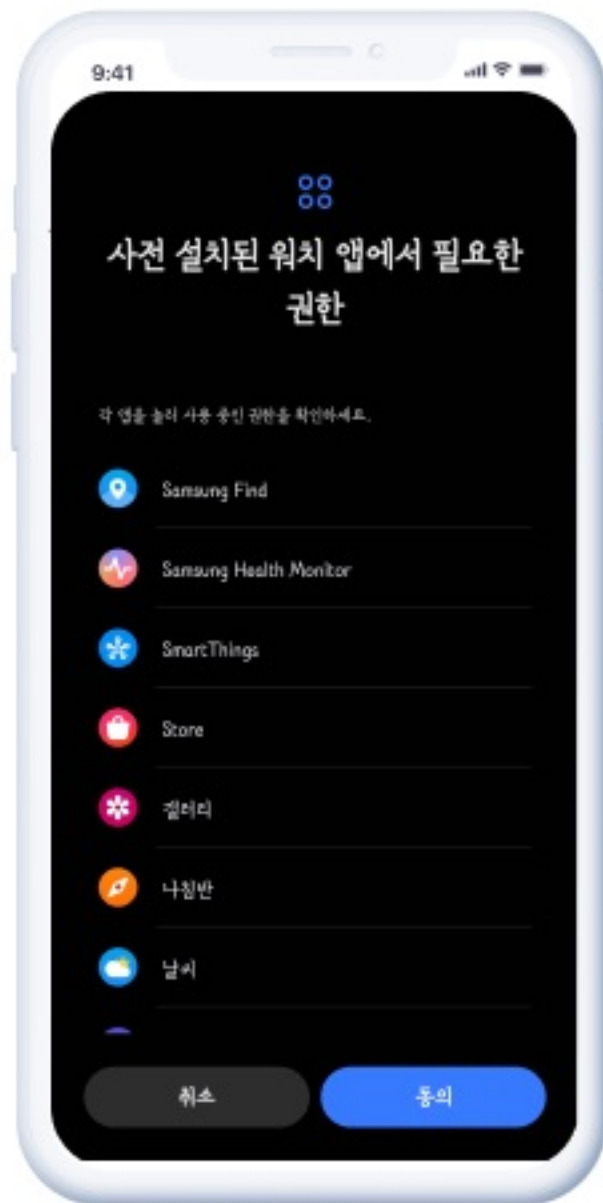 9:41
사전 설치된 워치 앱에서 필요한
권한
각 앱을 눌러 사용 중인 권한을 확인하세요.
Samsung Find
Samsung Health Monitor
SmartThings
Store
갤러리
나침반
날씨
취소
동의